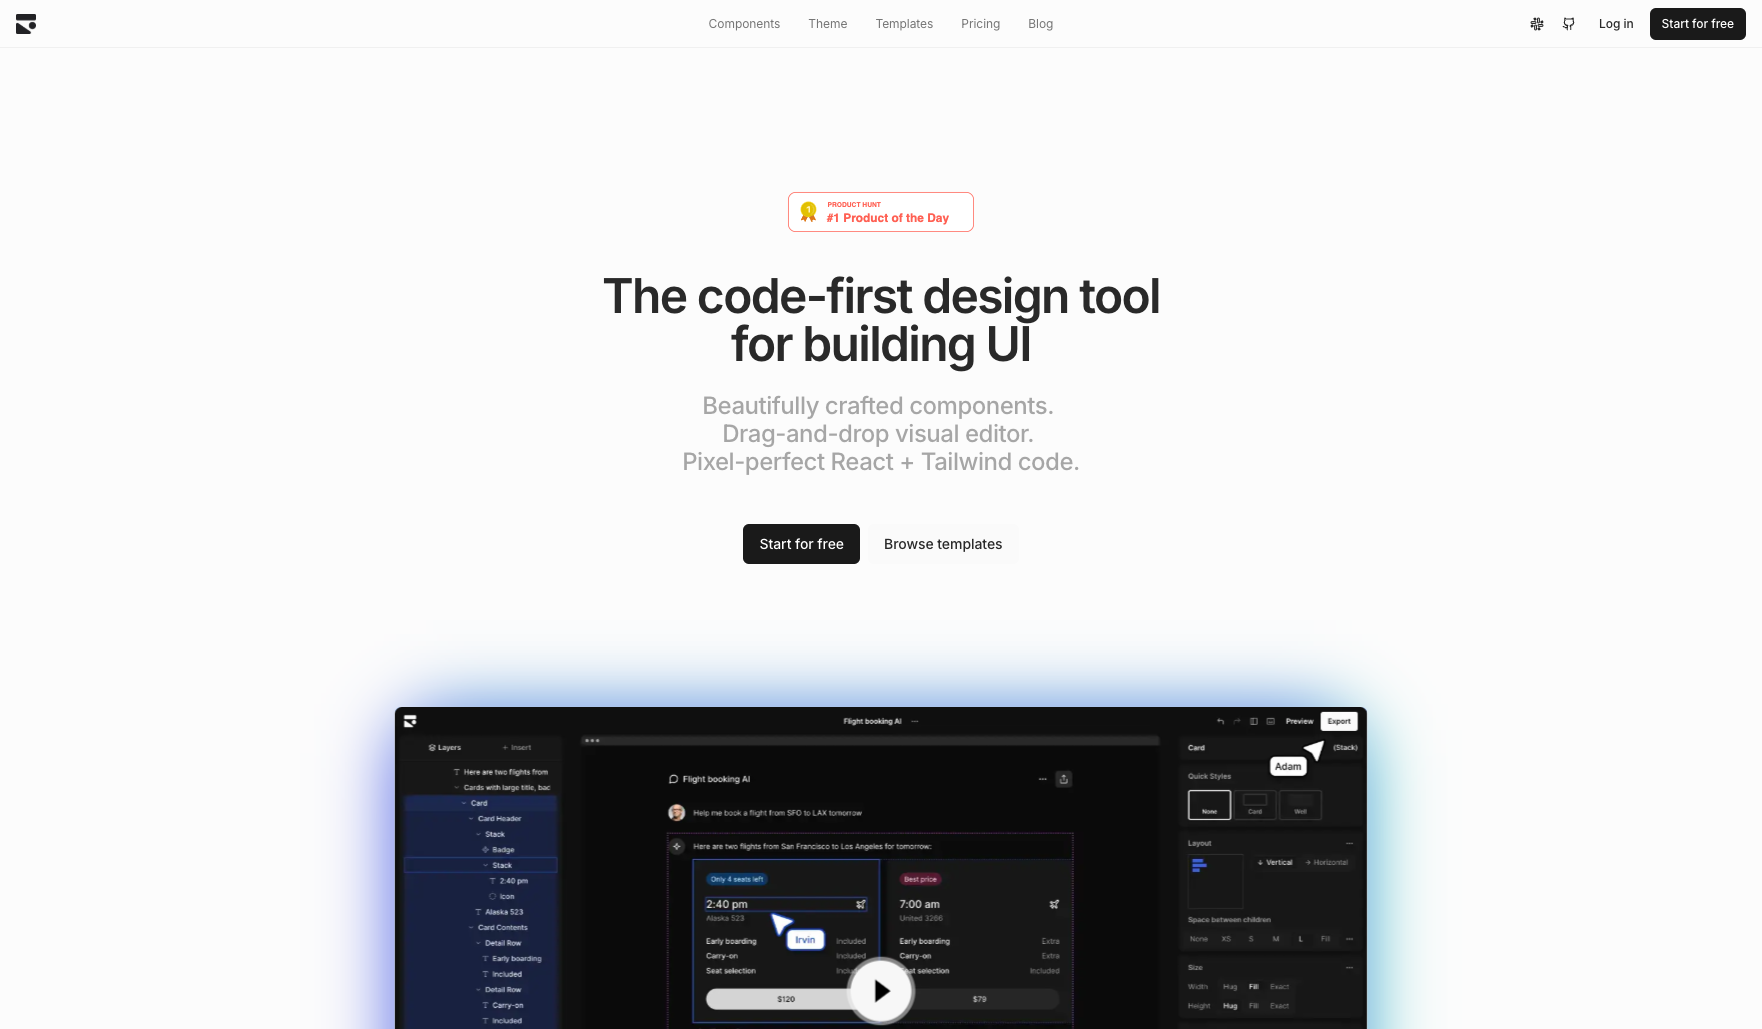 Components Theme Templates Pricing Blog
Log in Start for free
PRODUCT HUNT
1 #1 Product of the Day
The code-first design tool
for building UI
Beautifully crafted components.
Drag-and-drop visual editor.
Pixel-perfect React + Tailwind code.
Start for free Browse templates
Flight booking AI ···
Preview Export
Layers + Insert
Here are two flights from
Cards with large title, bac
Card
Card Header
Stack
Badge
Stack
2:40 pm
Icon
Alaska 523
Card Contents
Detail Row
Early boarding
Included
Detail Row
Carry-on
Included
Flight booking AI
Help me book a flight from SFO to LAX tomorrow
Here are two flights from San Francisco to Los Angeles for tomorrow:
Only 4 seats left
2:40 pm
Alaska 523
Irvin
Early boarding Included
Carry-on Included
Seat selection
$120
Best price
7:00 am
United 3266
Early boarding Extra
Carry-on Extra
selection Included
$79
Card (Stack)
Adam
Quick Styles
None Card Well
Layout
Vertical Horizontal
Space between children
None XS S M L Fill
Size
Width Hug Fill Exact
Height Hug Fill Exact